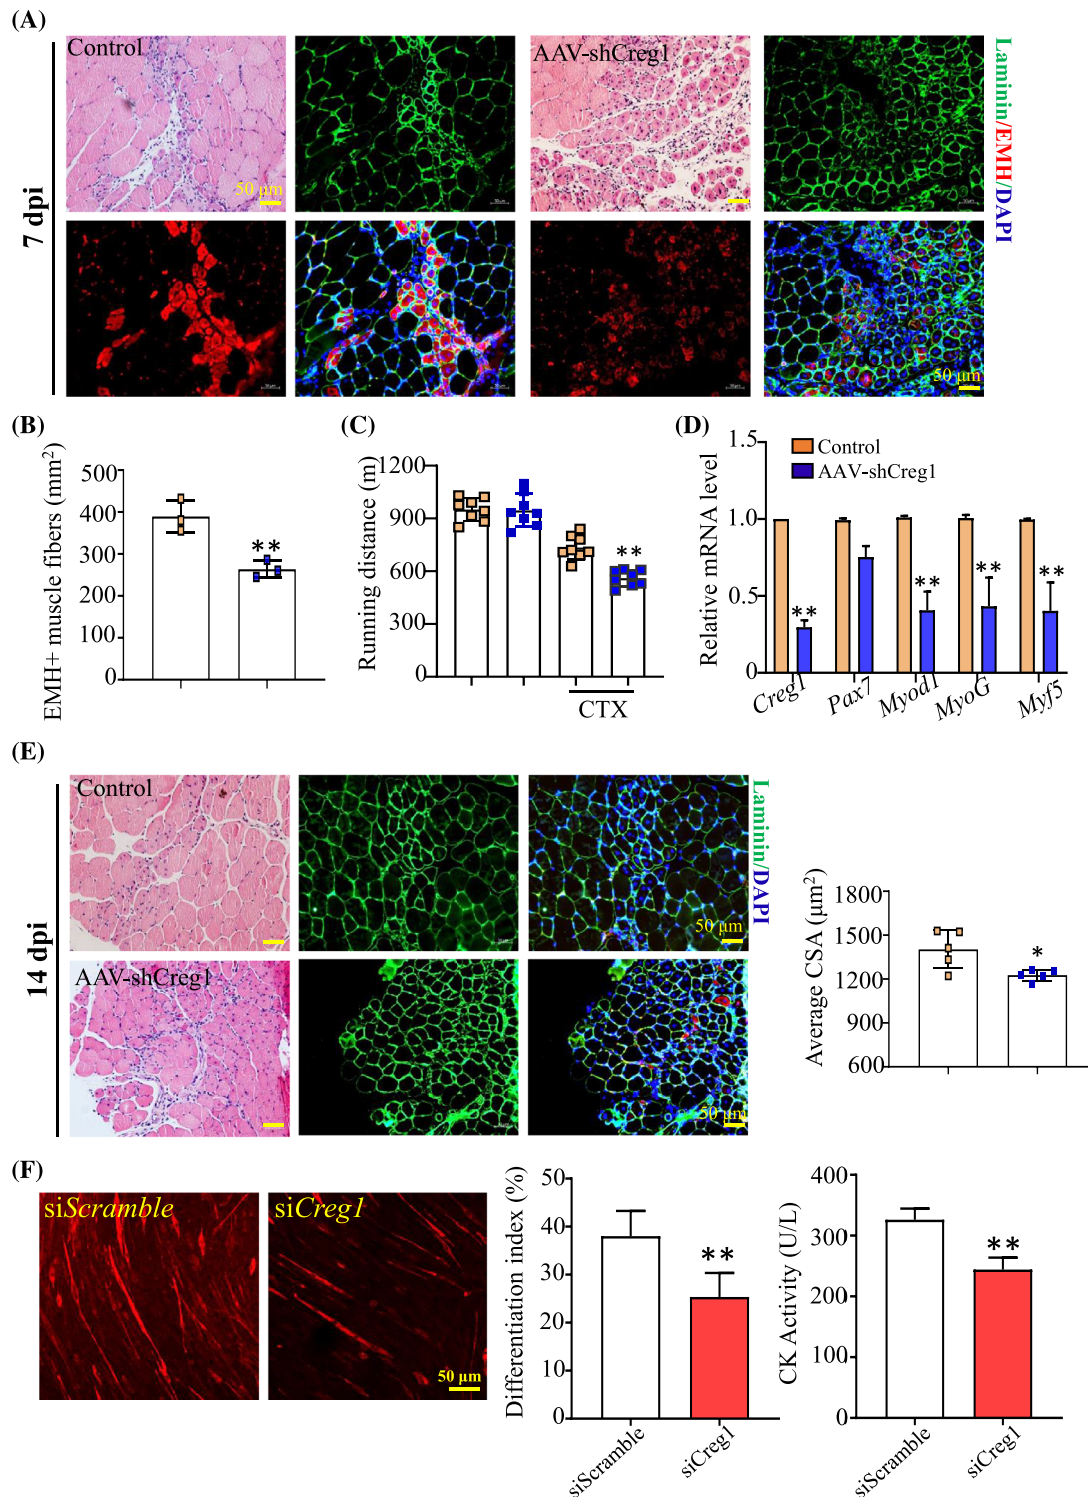 (A)
Control
AAV-shCreg1
50 µm
7 dpi
Laminin/EMH/DAPI
50 µm
(B)
EMH+ muscle fibers (mm²)
500
400
300
200
100
0
**
(C)
Running distance (m)
1200
900
600
300
0
**
CTX
(D)
Relative mRNA level
1.5
1.0
0.5
0
Control
AAV-shCreg1
**
**
**
**
Creg1
Pax7
Myod1
MyoG
Myf5
(E)
14 dpi
Control
AAV-shCreg1
Laminin/DAPI
50 µm
50 µm
Average CSA (µm²)
1800
1500
1200
900
600
*
(F)
siScramble
siCreg1
50 µm
Differentiation index (%)
50
40
30
20
10
0
**
siScramble
siCreg1
CK Activity (U/L)
400
300
200
100
0
**
siScramble
siCreg1